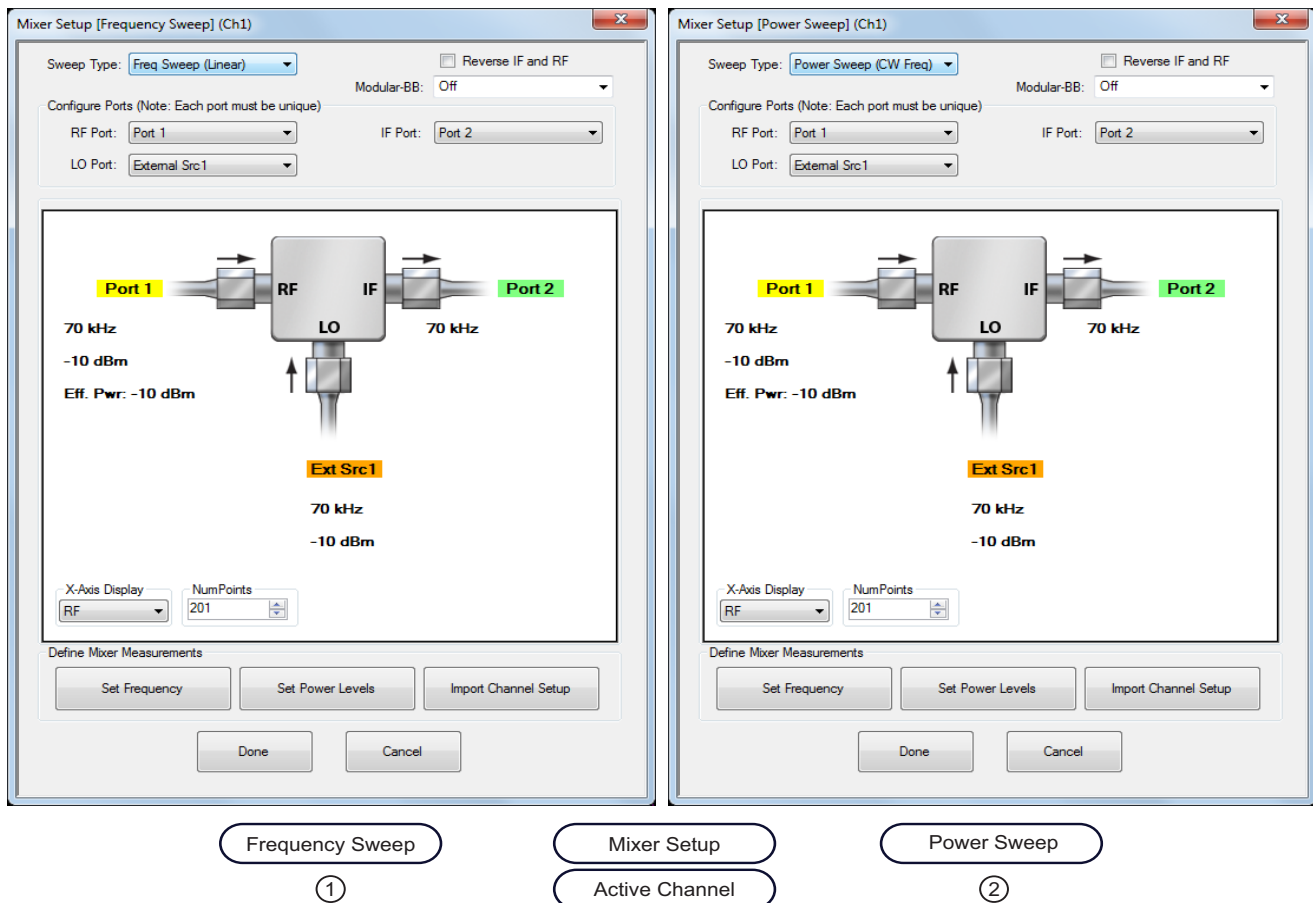 Mixer Setup [Frequency Sweep] (Ch1)
Sweep Type: Freq Sweep (Linear)
Reverse IF and RF
Modular-BB: Off
Configure Ports (Note: Each port must be unique)
RF Port: Port 1
IF Port: Port 2
LO Port: External Src1
Port 1
RF
IF
LO
Port 2
70 kHz
70 kHz
-10 dBm
Eff. Pwr: -10 dBm
Ext Src1
70 kHz
-10 dBm
X-Axis Display
NumPoints
RF
201
Define Mixer Measurements
Set Frequency
Set Power Levels
Import Channel Setup
Done
Cancel
Mixer Setup [Power Sweep] (Ch1)
Sweep Type: Power Sweep (CW Freq)
Reverse IF and RF
Modular-BB: Off
Configure Ports (Note: Each port must be unique)
RF Port: Port 1
IF Port: Port 2
LO Port: External Src1
Port 1
RF
IF
LO
Port 2
70 kHz
70 kHz
-10 dBm
Eff. Pwr: -10 dBm
Ext Src1
70 kHz
-10 dBm
X-Axis Display
NumPoints
RF
201
Define Mixer Measurements
Set Frequency
Set Power Levels
Import Channel Setup
Done
Cancel
Frequency Sweep
Mixer Setup
Power Sweep
1
Active Channel
2